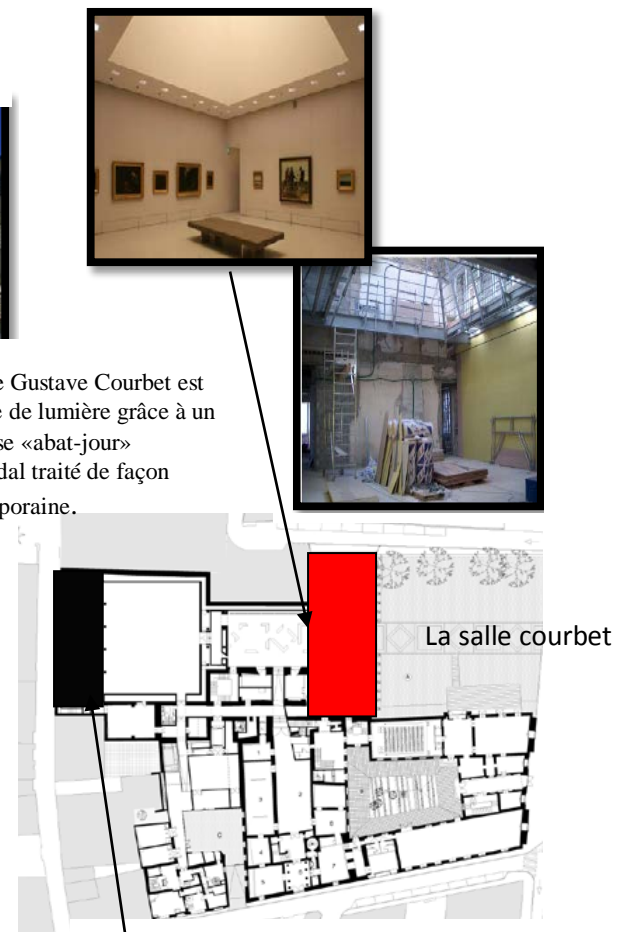 e Gustave Courbet est
e de lumière grâce à un
se «abat-jour»
dal traité de façon
poraine.
La salle courbet